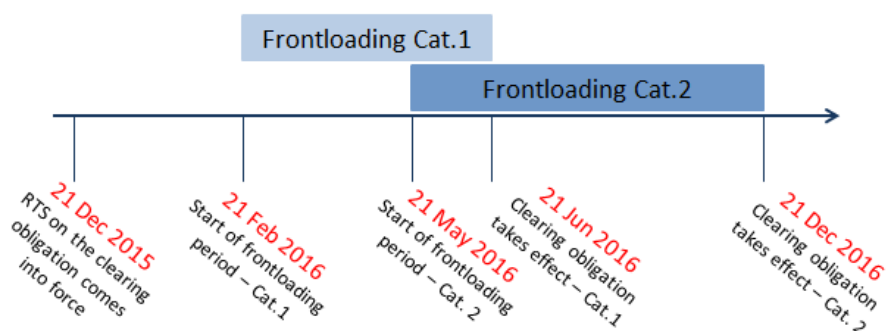 Frontloading Cat.1
Frontloading Cat.2
21 Dec 2015
RTS on the clearing
obligation comes
into force
21 Feb 2016
Start of frontloading
period – Cat.1
21 May 2016
Start of frontloading
period – Cat. 2
21 Jun 2016
Clearing obligation
takes effect – Cat.1
21 Dec 2016
Clearing obligation
takes effect – Cat. 2